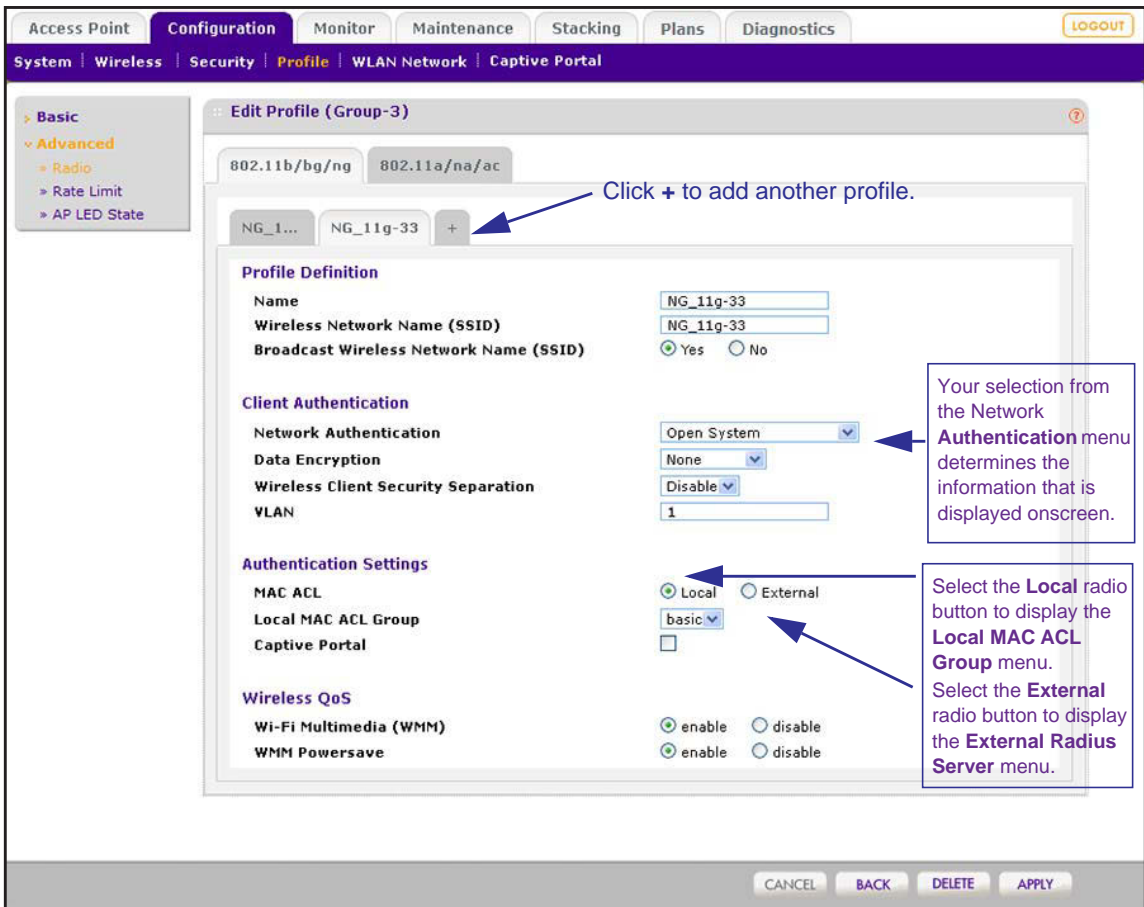 Access Point Configuration Monitor Maintenance Stacking Plans Diagnostics LOGOUT
System Wireless Security Profile WLAN Network Captive Portal
Basic
Advanced
Radio
Rate Limit
AP LED State
Edit Profile (Group-3) ?
802.11b/bg/ng 802.11a/na/ac
Click + to add another profile.
NG_1... NG_11g-33 +
Profile Definition
Name NG_11g-33
Wireless Network Name (SSID) NG_11g-33
Broadcast Wireless Network Name (SSID) Yes No
Client Authentication
Network Authentication Open System
Data Encryption None
Wireless Client Security Separation Disable
VLAN 1
Your selection from
the Network
Authentication menu
determines the
information that is
displayed onscreen.
Authentication Settings
MAC ACL Local External
Local MAC ACL Group basic
Captive Portal
Select the Local radio
button to display the
Local MAC ACL
Group menu.
Select the External
radio button to display
the External Radius
Server menu.
Wireless QoS
Wi-Fi Multimedia (WMM) enable disable
WMM Powersave enable disable
CANCEL BACK DELETE APPLY